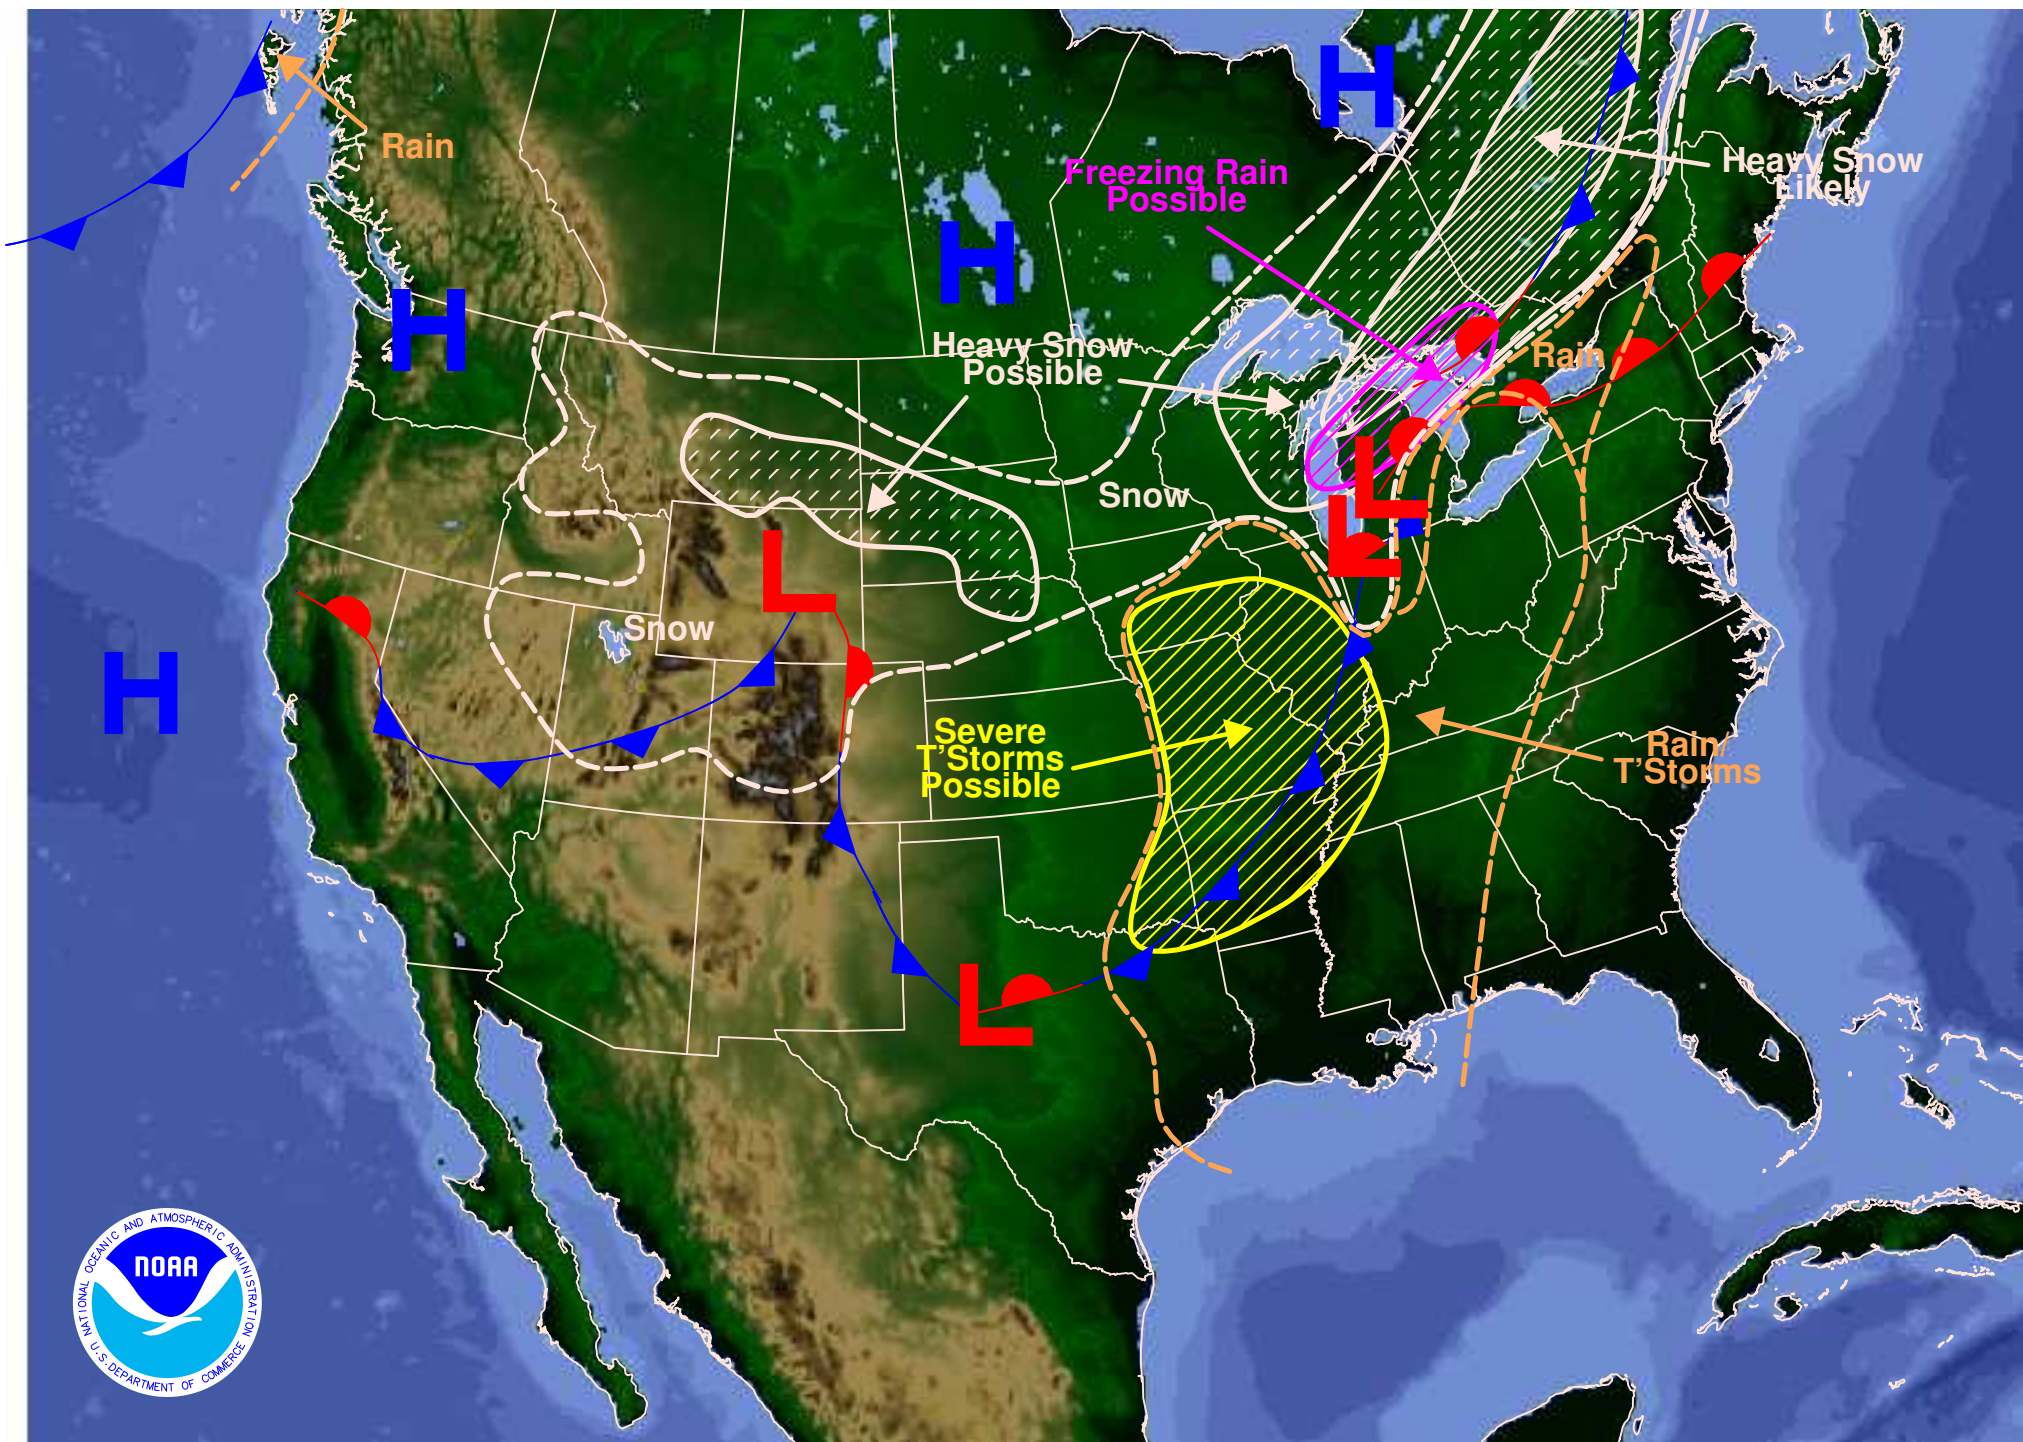 Rain
Freezing Rain
Possible
Heavy Snow
Likely
H
H
H
Heavy Snow
Possible
Rain
Snow
L
L
L
Snow
H
Severe
T'Storms
Possible
Rain/
T'Storms
L
NATIONAL OCEANIC AND ATMOSPHERIC ADMINISTRATION
NOAA
U.S. DEPARTMENT OF COMMERCE